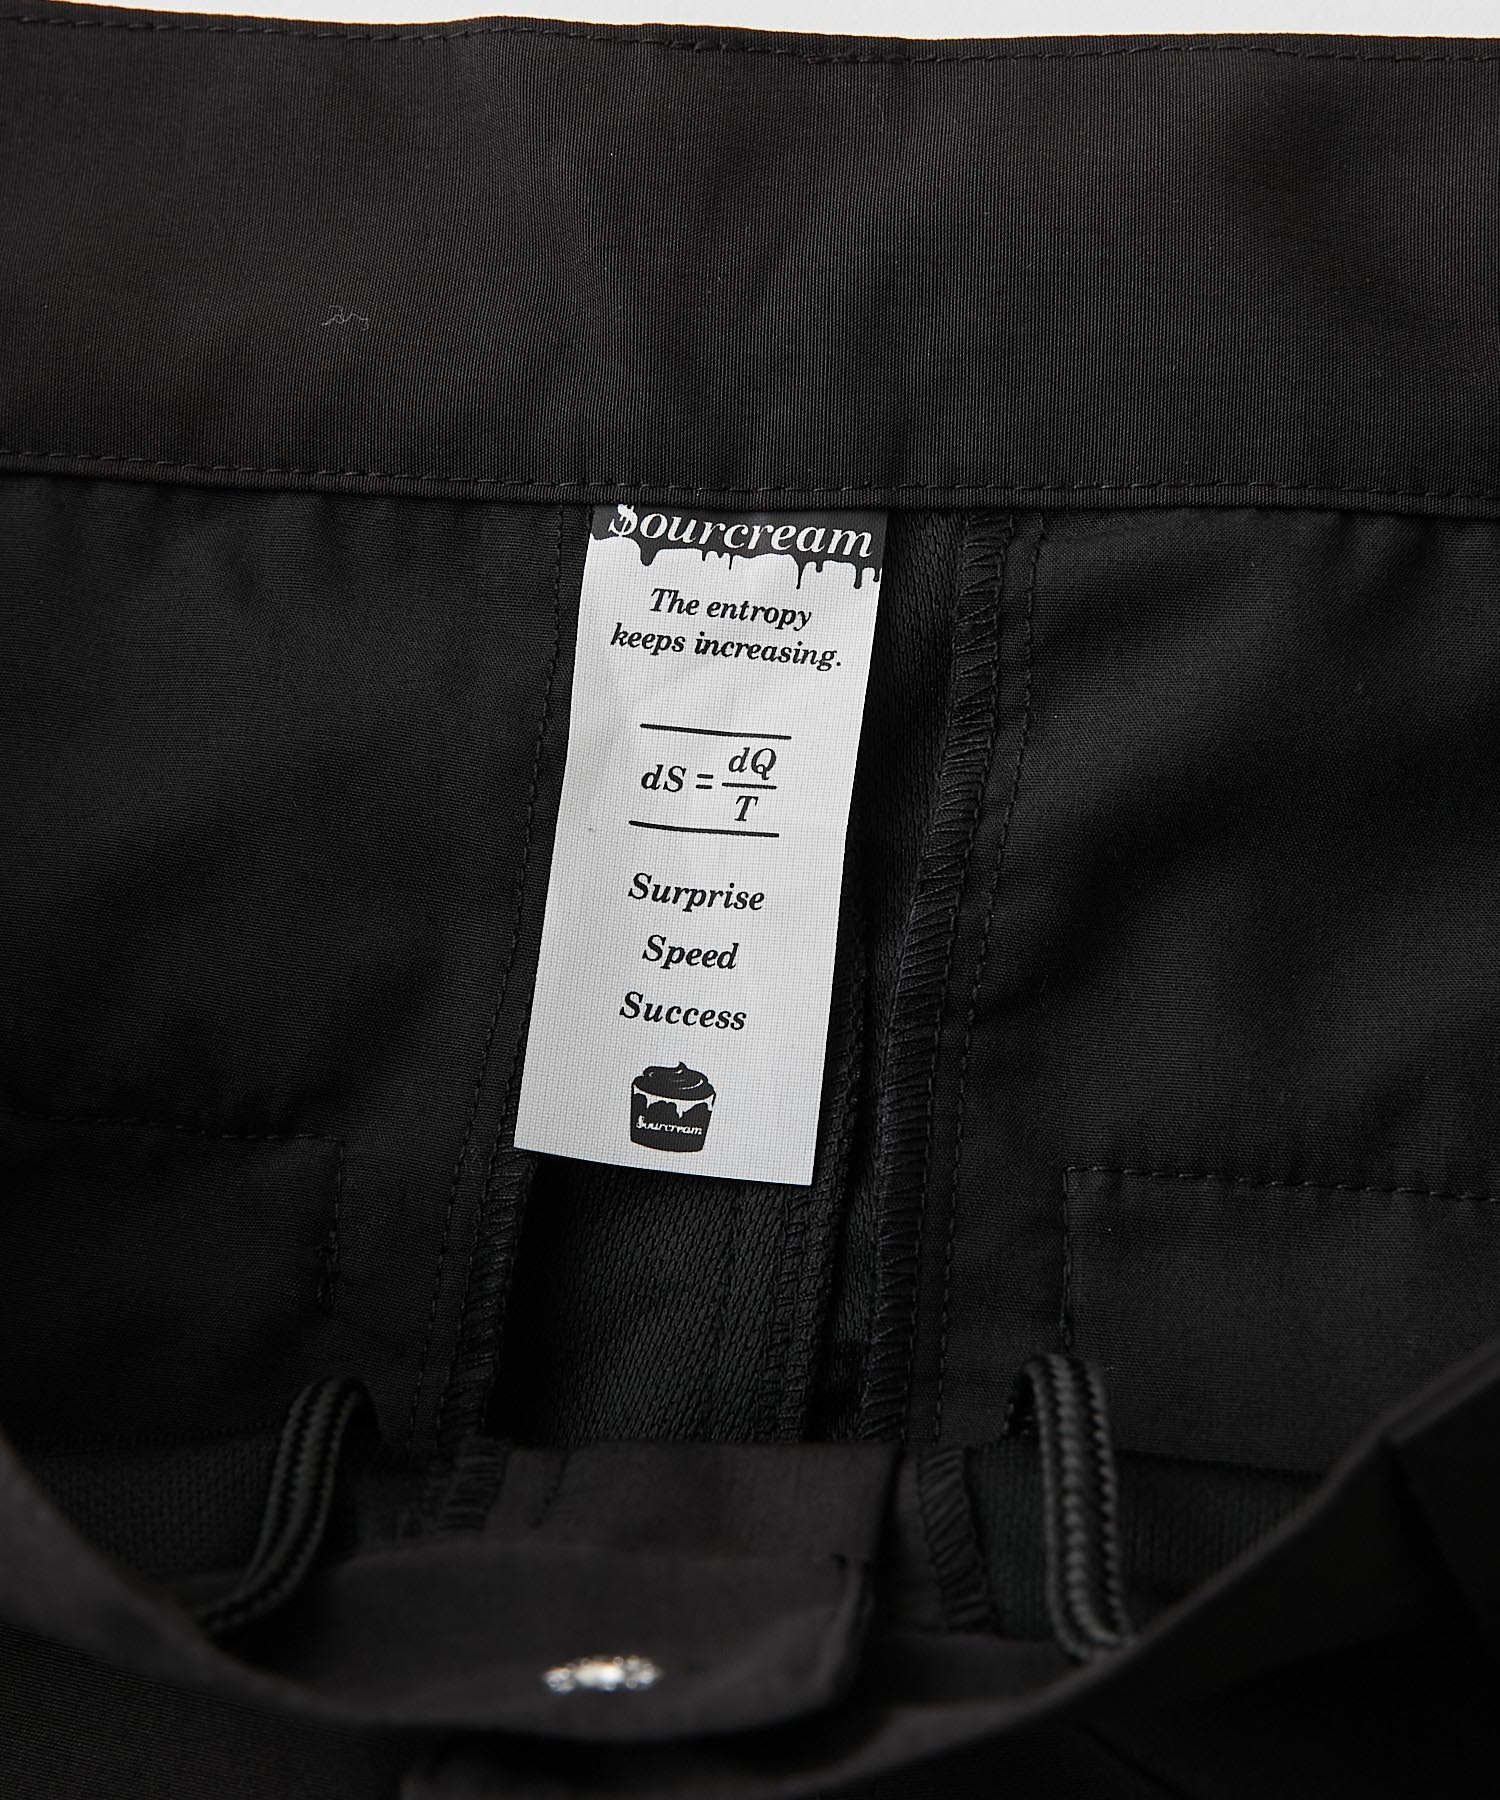 $ourcream
The entropy
keeps increasing.
dS = dQ/T
Surprise
Speed
Success
$ourcream